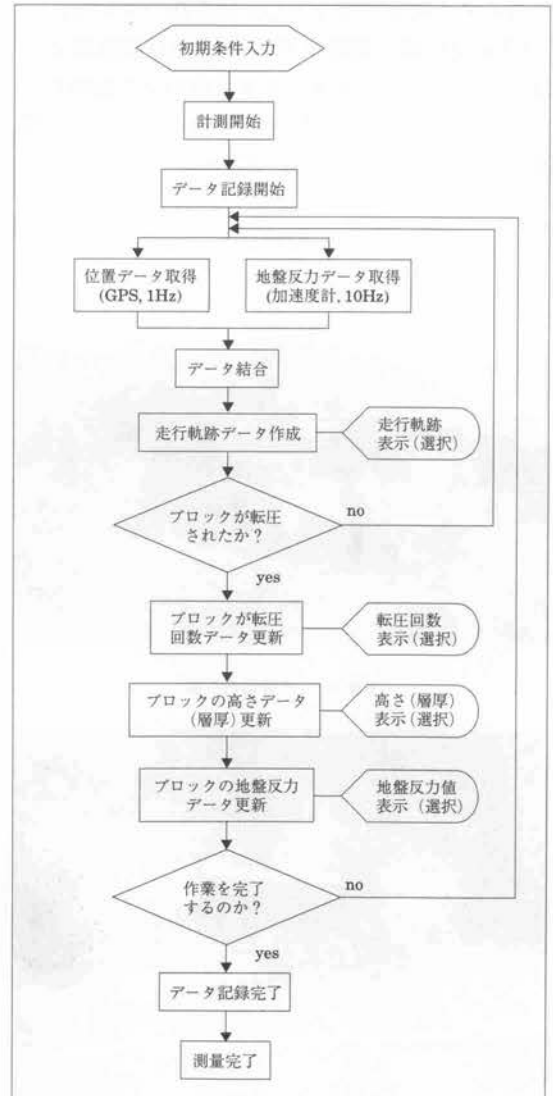 初期条件入力
計測開始
データ記録開始
位置データ取得
(GPS, 1Hz)
地盤反力データ取得
(加速度計, 10Hz)
データ結合
走行軌跡データ作成
走行軌跡
表示(選択)
ブロックが転圧
されたか?
no
yes
ブロックが転圧
回数データ更新
転圧回数
表示(選択)
ブロックの高さデータ
(層厚)更新
高さ(層厚)
表示(選択)
ブロックの地盤反力
データ更新
地盤反力値
表示 (選択)
作業を完了
するのか?
no
yes
データ記録完了
測量完了